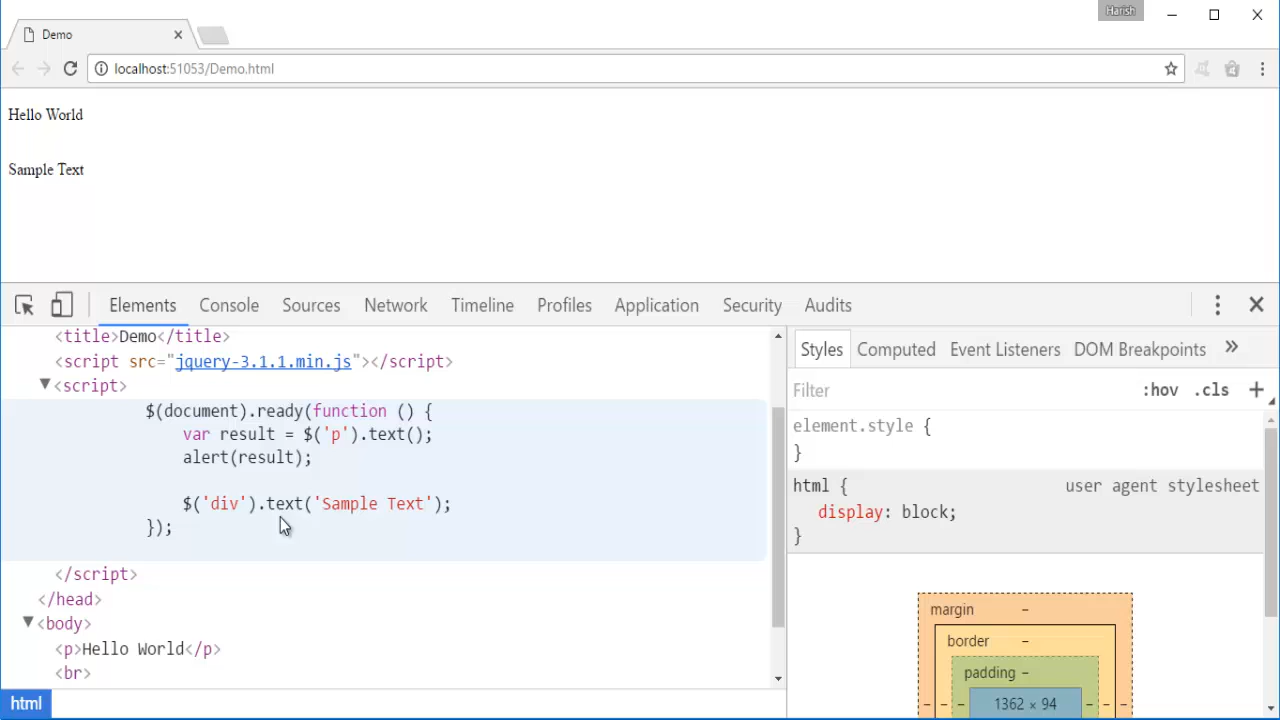 Harish
Demo
localhost:51053/Demo.html
Hello World
Sample Text
Elements Console Sources Network Timeline Profiles Application Security Audits
<title>Demo</title>
<script src="jquery-3.1.1.min.js"></script>
<script>
$(document).ready(function () {
var result = $('p').text();
alert(result);
$('div').text('Sample Text');
});
</script>
</head>
<body>
<p>Hello World</p>
<br>
html
Styles Computed Event Listeners DOM Breakpoints »
Filter :hov .cls +
element.style {
}
html { user agent stylesheet
display: block;
}
margin -
border -
padding -
- - - 1362 × 94 - - -